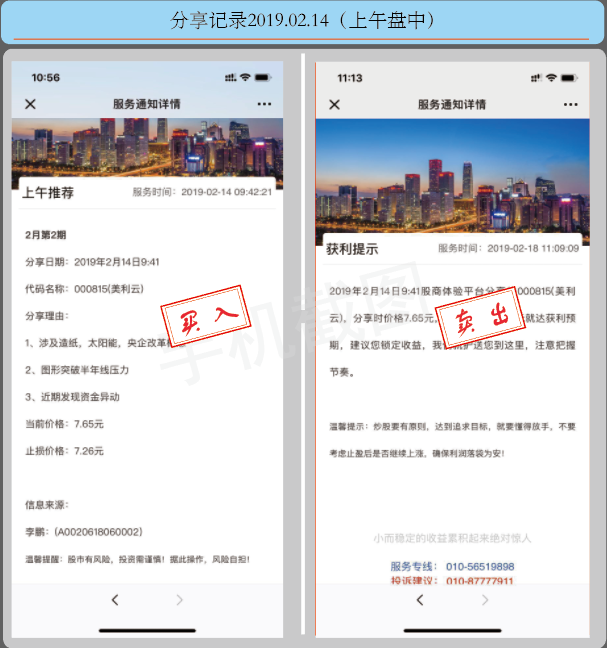 分享记录2019.02.14（上午盘中）
10:56
服务通知详情
上午推荐
服务时间：2019-02-14 09:42:21
2月第2期
分享日期：2019年2月14日9:41
代码名称：000815(美利云)
分享理由：
1、涉及造纸，太阳能，央企改革
2、图形突破半年线压力
3、近期发现资金异动
当前价格：7.65元
止损价格：7.26元
买入
信息来源：
李鹏：(A0020618060002)
温馨提醒：股市有风险，投资需谨慎！据此操作，风险自担！
11:13
服务通知详情
获利提示
服务时间：2019-02-18 11:09:09
2019年2月14日9:41股商体验平台分享 000815(美利
云)，分享时价格7.65元， 就达获利预
期，建议您锁定收益，我 护送您到这里，注意把握
节奏。
卖出
温馨提示：炒股要有原则，达到追求目标，就要懂得放手，不要
考虑止盈后是否继续上涨，确保利润落袋为安！
小而稳定的收益累积起来绝对惊人
服务专线： 010-56519898
投诉建议： 010-87777911
手机截图